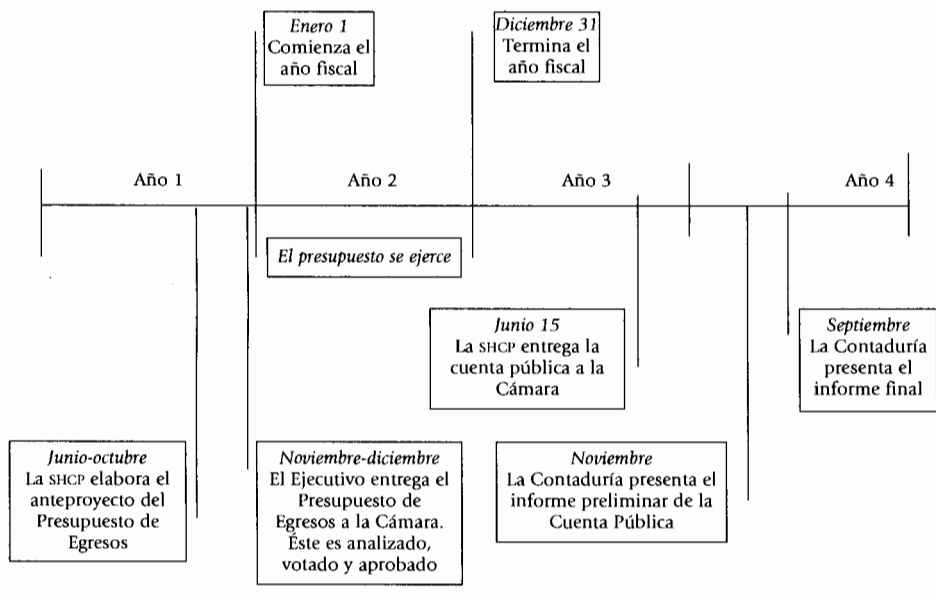 Enero 1
Comienza el
año fiscal
Diciembre 31
Termina el
año fiscal
Año 1
Año 2
Año 3
Año 4
El presupuesto se ejerce
Junio 15
La SHCP entrega la
cuenta pública a la
Cámara
Septiembre
La Contaduría
presenta el
informe final
Junio-octubre
La SHCP elabora el
anteproyecto del
Presupuesto de
Egresos
Noviembre-diciembre
El Ejecutivo entrega el
Presupuesto de
Egresos a la Cámara.
Éste es analizado,
votado y aprobado
Noviembre
La Contaduría presenta el
informe preliminar de la
Cuenta Pública